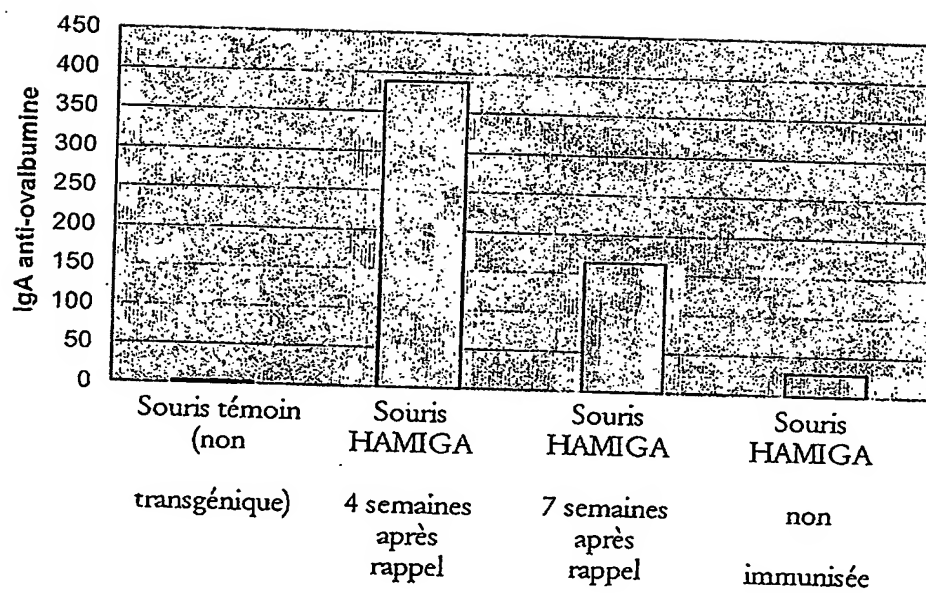 450
400
350
300
250
200
150
100
50
0
IgA anti-ovalbumine
Souris témoin
(non
transgénique)
Souris
HAMIGA
4 semaines
après
rappel
Souris
HAMIGA
7 semaines
après
rappel
Souris
HAMIGA
non
immunisée